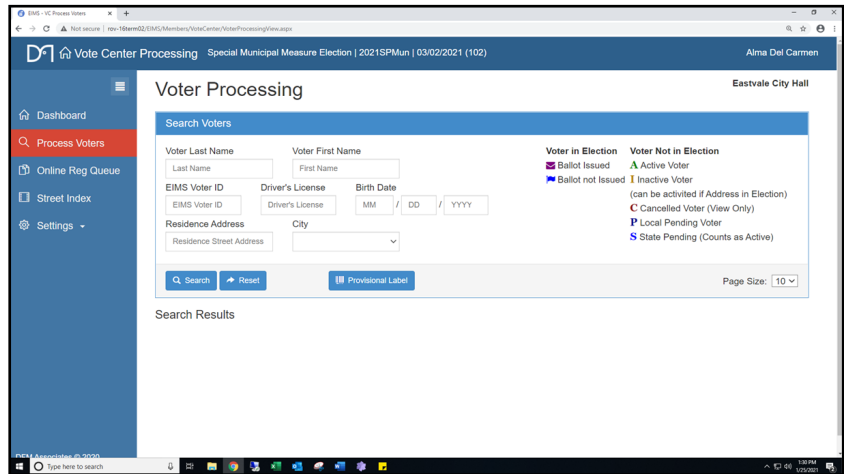 EIMS - VC Process Voters
Not secure | rov-16term02/EIMS/Members/VoteCenter/VoterProcessingView.aspx
DFM Vote Center Processing Special Municipal Measure Election | 2021SPMun | 03/02/2021 (102) Alma Del Carmen
Eastvale City Hall
Voter Processing
Dashboard
Process Voters
Online Reg Queue
Street Index
Settings
Search Voters
Voter Last Name Voter First Name
Last Name First Name
EIMS Voter ID Driver's License Birth Date
EIMS Voter ID Driver's License MM / DD / YYYY
Residence Address City
Residence Street Address
Voter in Election Voter Not in Election
Ballot Issued A Active Voter
Ballot not Issued I Inactive Voter
(can be activited if Address in Election)
C Cancelled Voter (View Only)
P Local Pending Voter
S State Pending (Counts as Active)
Search Reset Provisional Label Page Size: 10
Search Results
DFM Associates © 2020
Type here to search
1:30 PM
1/25/2021